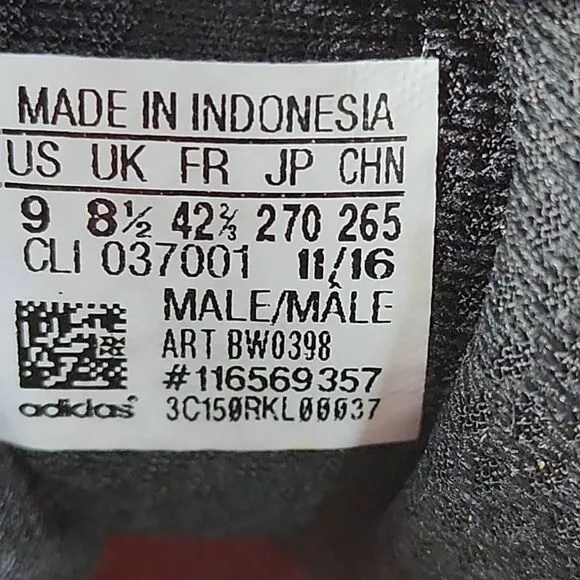 MADE IN INDONESIA
US UK FR JP CHN
9 8½ 42⅔ 270 265
CLI 037001 11/16
MALE/MÂLE
ART BW0398
#116569357
adidas 3C150RKL00037